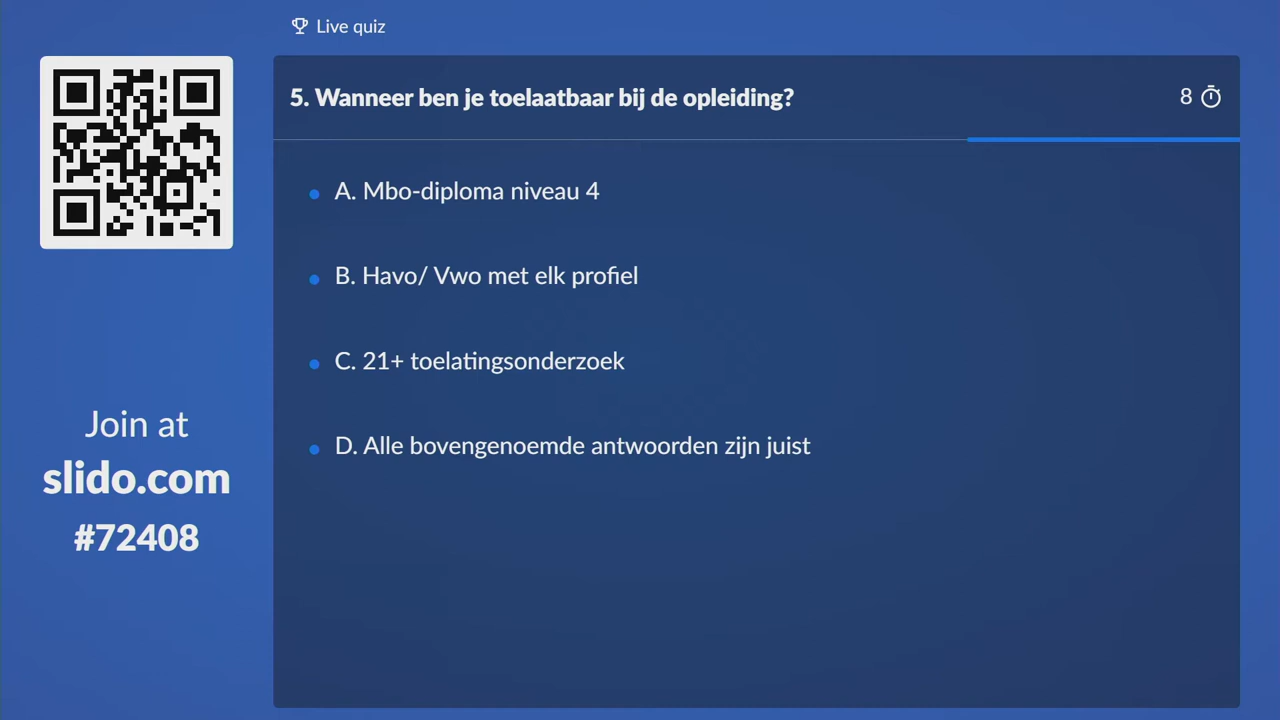 Live quiz
5. Wanneer ben je toelaatbaar bij de opleiding?
8
A. Mbo-diploma niveau 4
B. Havo/ Vwo met elk profiel
C. 21+ toelatingsonderzoek
D. Alle bovengenoemde antwoorden zijn juist
Join at
slido.com
#72408